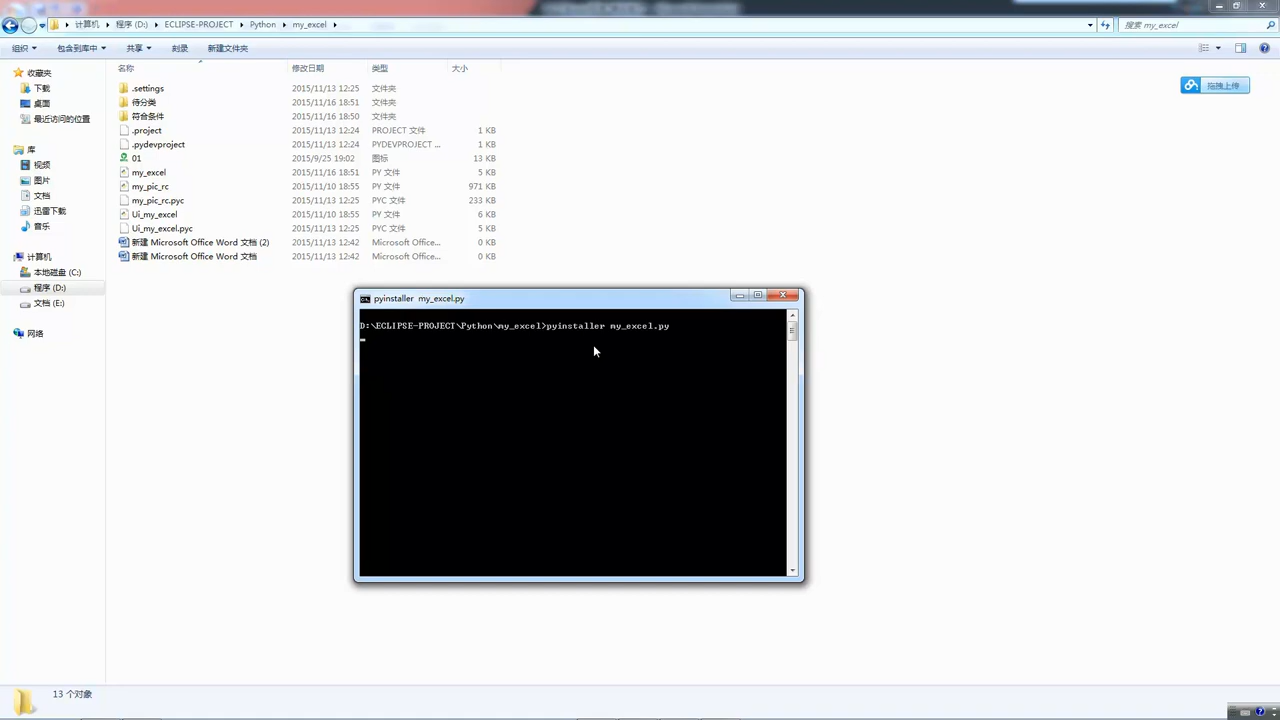 计算机 程序 (D:) ECLIPSE-PROJECT Python my_excel 搜索 my_excel
组织 包含到库中 共享 刻录 新建文件夹
名称 修改日期 类型 大小
收藏夹
下载
桌面
最近访问的位置
库
视频
图片
文档
迅雷下载
音乐
计算机
本地磁盘 (C:)
程序 (D:)
文档 (E:)
网络
.settings 2015/11/13 12:25 文件夹
待分类 2015/11/16 18:51 文件夹
符合条件 2015/11/16 18:50 文件夹
.project 2015/11/13 12:24 PROJECT 文件 1 KB
.pydevproject 2015/11/13 12:24 PYDEVPROJECT ... 1 KB
01 2015/9/25 19:02 图标 13 KB
my_excel 2015/11/16 18:51 PY 文件 5 KB
my_pic_rc 2015/11/10 18:55 PY 文件 971 KB
my_pic_rc.pyc 2015/11/13 12:25 PYC 文件 233 KB
Ui_my_excel 2015/11/10 18:55 PY 文件 6 KB
Ui_my_excel.pyc 2015/11/13 12:25 PYC 文件 5 KB
新建 Microsoft Office Word 文档 (2) 2015/11/13 12:42 Microsoft Office... 0 KB
新建 Microsoft Office Word 文档 2015/11/13 12:42 Microsoft Office... 0 KB
拖拽上传
pyinstaller my_excel.py
D:\ECLIPSE-PROJECT\Python\my_excel>pyinstaller my_excel.py
13 个对象